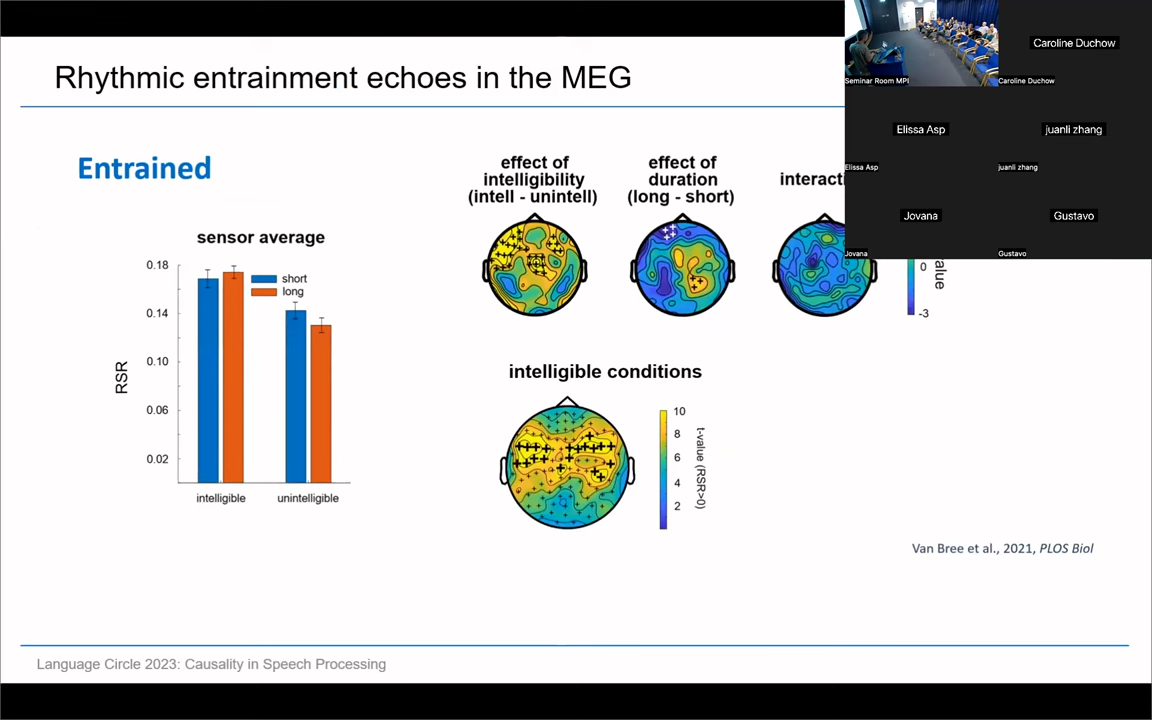 Rhythmic entrainment echoes in the MEG
Caroline Duchow
Seminar Room MPI
Caroline Duchow
Elissa Asp
juanli zhang
Elissa Asp
juanli zhang
Jovana
Gustavo
Jovana
Gustavo
Entrained
effect of
intelligibility
(intell - unintell)
effect of
duration
(long - short)
interacti
0
-3
alue
sensor average
0.18
0.14
0.10
0.06
0.02
RSR
short
long
intelligible
unintelligible
intelligible conditions
10
8
6
4
2
t-value (RSR>0)
Van Bree et al., 2021, PLOS Biol
Language Circle 2023: Causality in Speech Processing